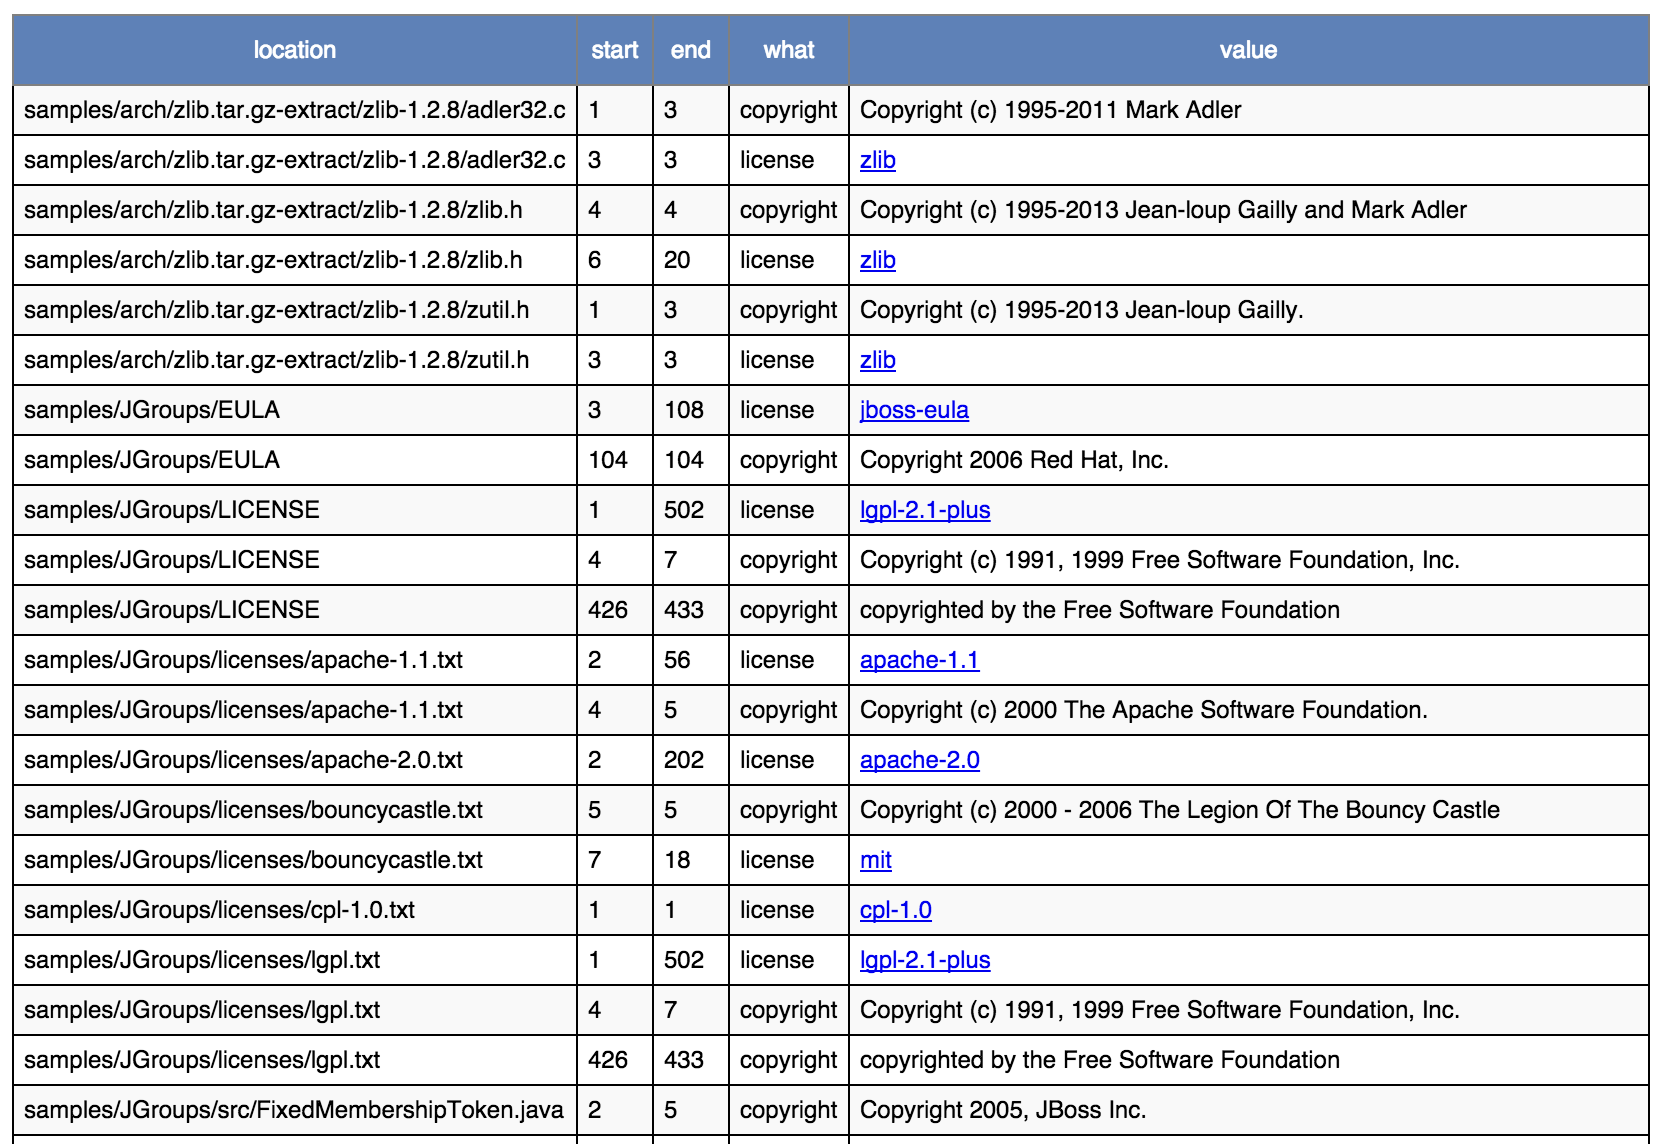 location start end what value
samples/arch/zlib.tar.gz-extract/zlib-1.2.8/adler32.c 1 3 copyright Copyright (c) 1995-2011 Mark Adler
samples/arch/zlib.tar.gz-extract/zlib-1.2.8/adler32.c 3 3 license zlib
samples/arch/zlib.tar.gz-extract/zlib-1.2.8/zlib.h 4 4 copyright Copyright (c) 1995-2013 Jean-loup Gailly and Mark Adler
samples/arch/zlib.tar.gz-extract/zlib-1.2.8/zlib.h 6 20 license zlib
samples/arch/zlib.tar.gz-extract/zlib-1.2.8/zutil.h 1 3 copyright Copyright (c) 1995-2013 Jean-loup Gailly.
samples/arch/zlib.tar.gz-extract/zlib-1.2.8/zutil.h 3 3 license zlib
samples/JGroups/EULA 3 108 license jboss-eula
samples/JGroups/EULA 104 104 copyright Copyright 2006 Red Hat, Inc.
samples/JGroups/LICENSE 1 502 license lgpl-2.1-plus
samples/JGroups/LICENSE 4 7 copyright Copyright (c) 1991, 1999 Free Software Foundation, Inc.
samples/JGroups/LICENSE 426 433 copyright copyrighted by the Free Software Foundation
samples/JGroups/licenses/apache-1.1.txt 2 56 license apache-1.1
samples/JGroups/licenses/apache-1.1.txt 4 5 copyright Copyright (c) 2000 The Apache Software Foundation.
samples/JGroups/licenses/apache-2.0.txt 2 202 license apache-2.0
samples/JGroups/licenses/bouncycastle.txt 5 5 copyright Copyright (c) 2000 - 2006 The Legion Of The Bouncy Castle
samples/JGroups/licenses/bouncycastle.txt 7 18 license mit
samples/JGroups/licenses/cpl-1.0.txt 1 1 license cpl-1.0
samples/JGroups/licenses/lgpl.txt 1 502 license lgpl-2.1-plus
samples/JGroups/licenses/lgpl.txt 4 7 copyright Copyright (c) 1991, 1999 Free Software Foundation, Inc.
samples/JGroups/licenses/lgpl.txt 426 433 copyright copyrighted by the Free Software Foundation
samples/JGroups/src/FixedMembershipToken.java 2 5 copyright Copyright 2005, JBoss Inc.